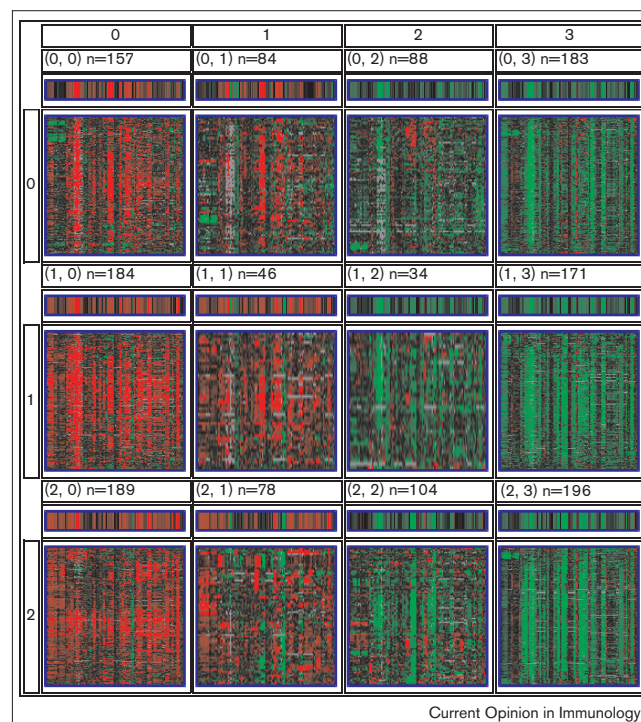 0 1 2 3
(0, 0) n=157 (0, 1) n=84 (0, 2) n=88 (0, 3) n=183
0
(1, 0) n=184 (1, 1) n=46 (1, 2) n=34 (1, 3) n=171
1
(2, 0) n=189 (2, 1) n=78 (2, 2) n=104 (2, 3) n=196
2
Current Opinion in Immunology